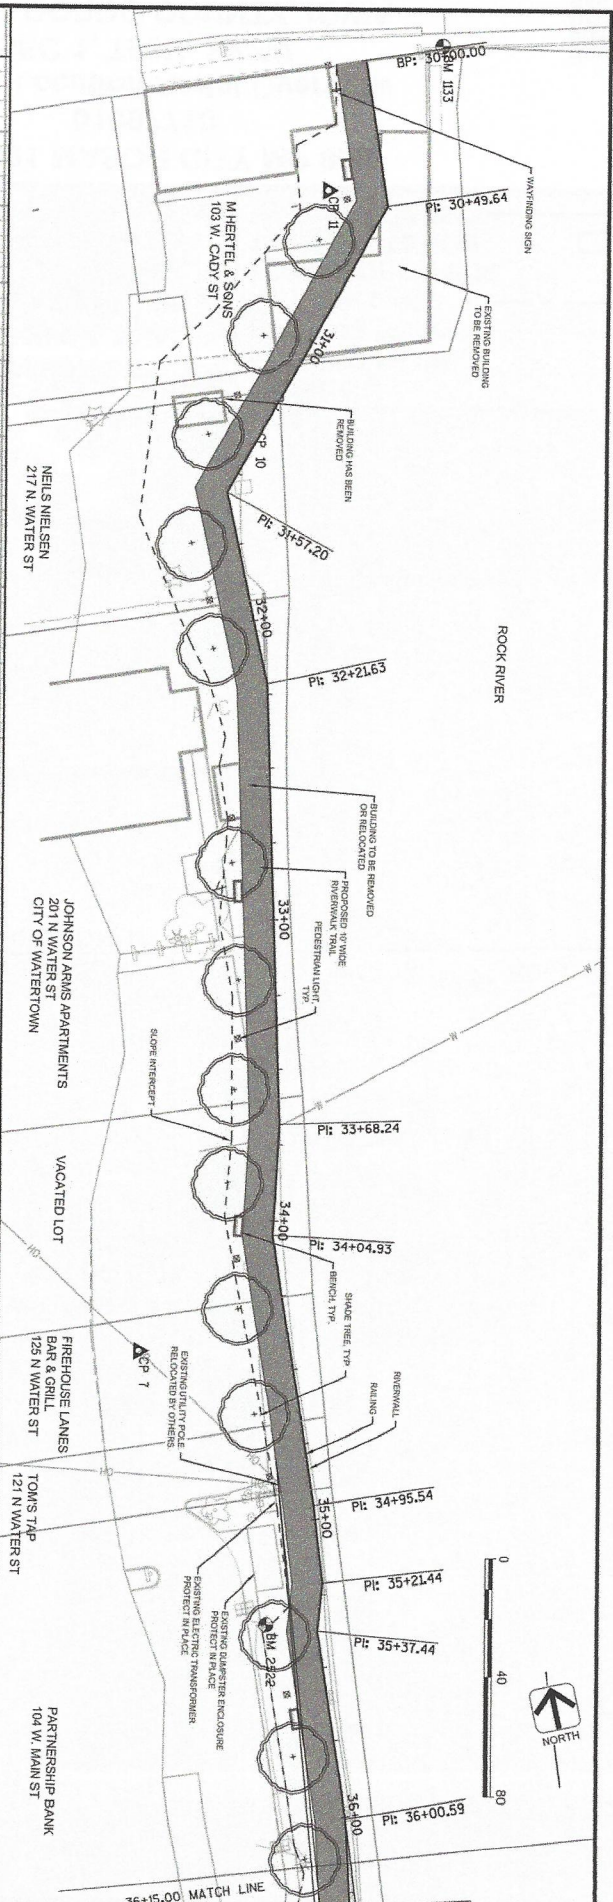 BP: 30+00.00
BM 1133
WAYFINDING SIGN
PI: 30+49.64
CP 11
M HERTEL & SONS
103 W. CADY ST
EXISTING BUILDING
TO BE REMOVED
31+00
BUILDING HAS BEEN
REMOVED
CP 10
NEILS NIELSEN
217 N. WATER ST
PI: 31+57.20
32+00
ROCK RIVER
PI: 32+21.63
BUILDING TO BE REMOVED
OR RELOCATED
PROPOSED 10' WIDE
RIVERWALK TRAIL
33+00
PEDESTRIAN LIGHT,
TYP.
JOHNSON ARMS APARTMENTS
201 N WATER ST
CITY OF WATERTOWN
SLOPE INTERCEPT
W
W
W
PI: 33+68.24
VACATED LOT
34+00
PI: 34+04.93
BENCH, TYP.
SHADE TREE, TYP
RAILING
RIVERWALL
OH
CP 7
FIREHOUSE LANES
BAR & GRILL
125 N WATER ST
EXISTING UTILITY POLE
RELOCATED BY OTHERS.
OH
TOM'S TAP
121 N WATER ST
PI: 34+95.54
35+00
PI: 35+21.44
EXISTING ELECTRIC TRANSFORMER
PROTECT IN PLACE
EXISTING DUMPSTER ENCLOSURE
PROTECT IN PLACE
BM 2522
PI: 35+37.44
0
40
80
NORTH
PARTNERSHIP BANK
104 W. MAIN ST
36+00
PI: 36+00.59
36+15.00 MATCH LINE